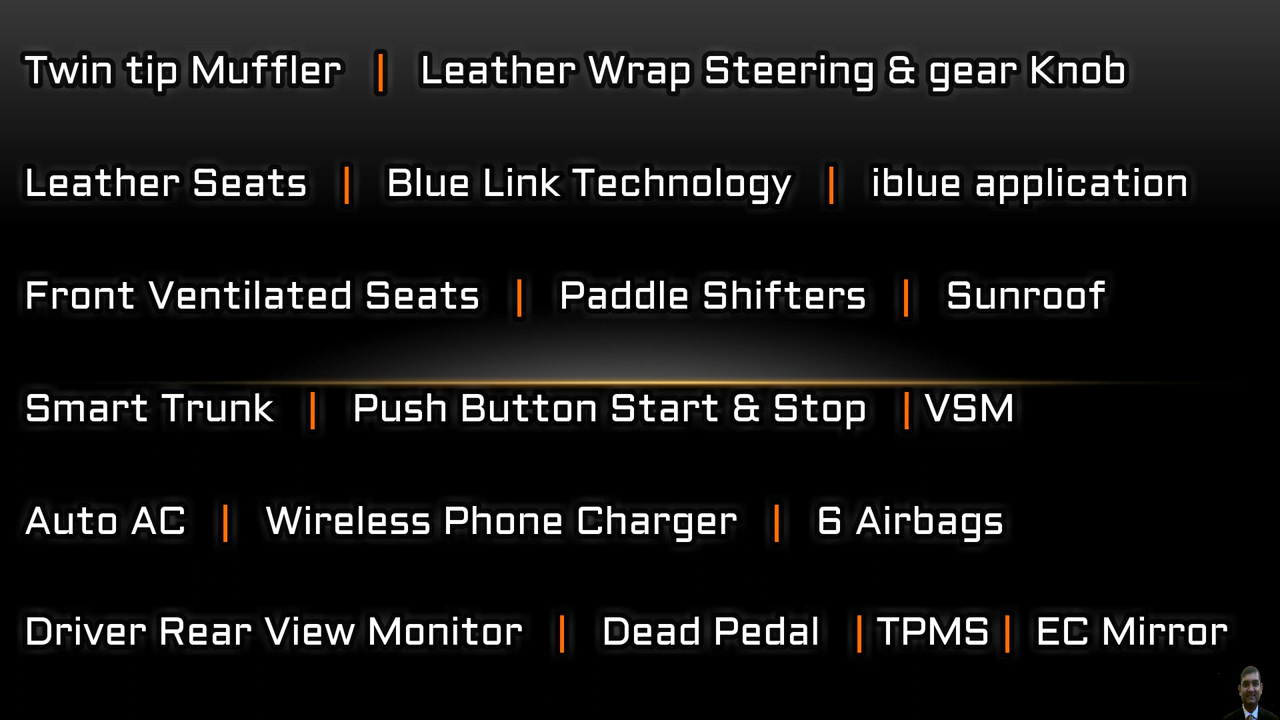 Twin tip Muffler | Leather Wrap Steering & gear Knob
Leather Seats | Blue Link Technology | iblue application
Front Ventilated Seats | Paddle Shifters | Sunroof
Smart Trunk | Push Button Start & Stop | VSM
Auto AC | Wireless Phone Charger | 6 Airbags
Driver Rear View Monitor | Dead Pedal | TPMS | EC Mirror